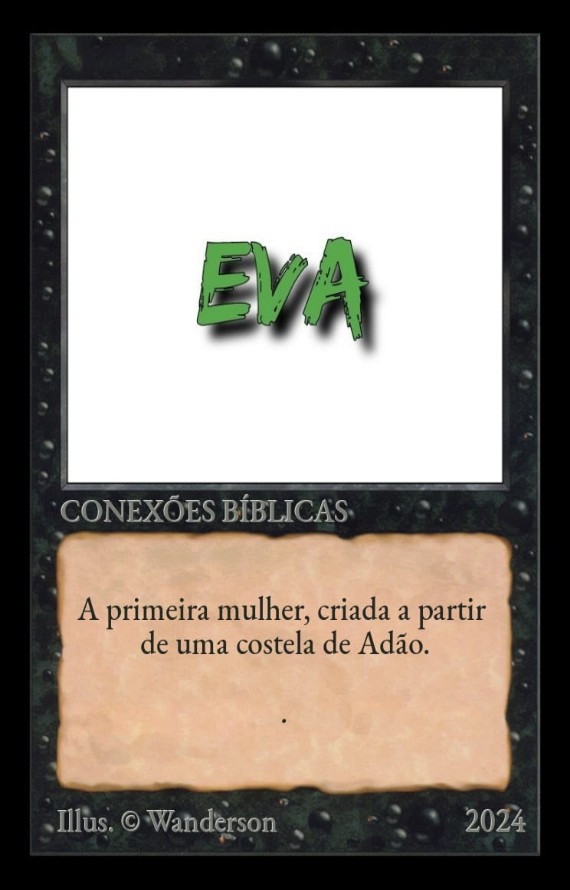 EVA
CONEXÕES BÍBLICAS
A primeira mulher, criada a partir
de uma costela de Adão.
.
Illus. © Wanderson
2024